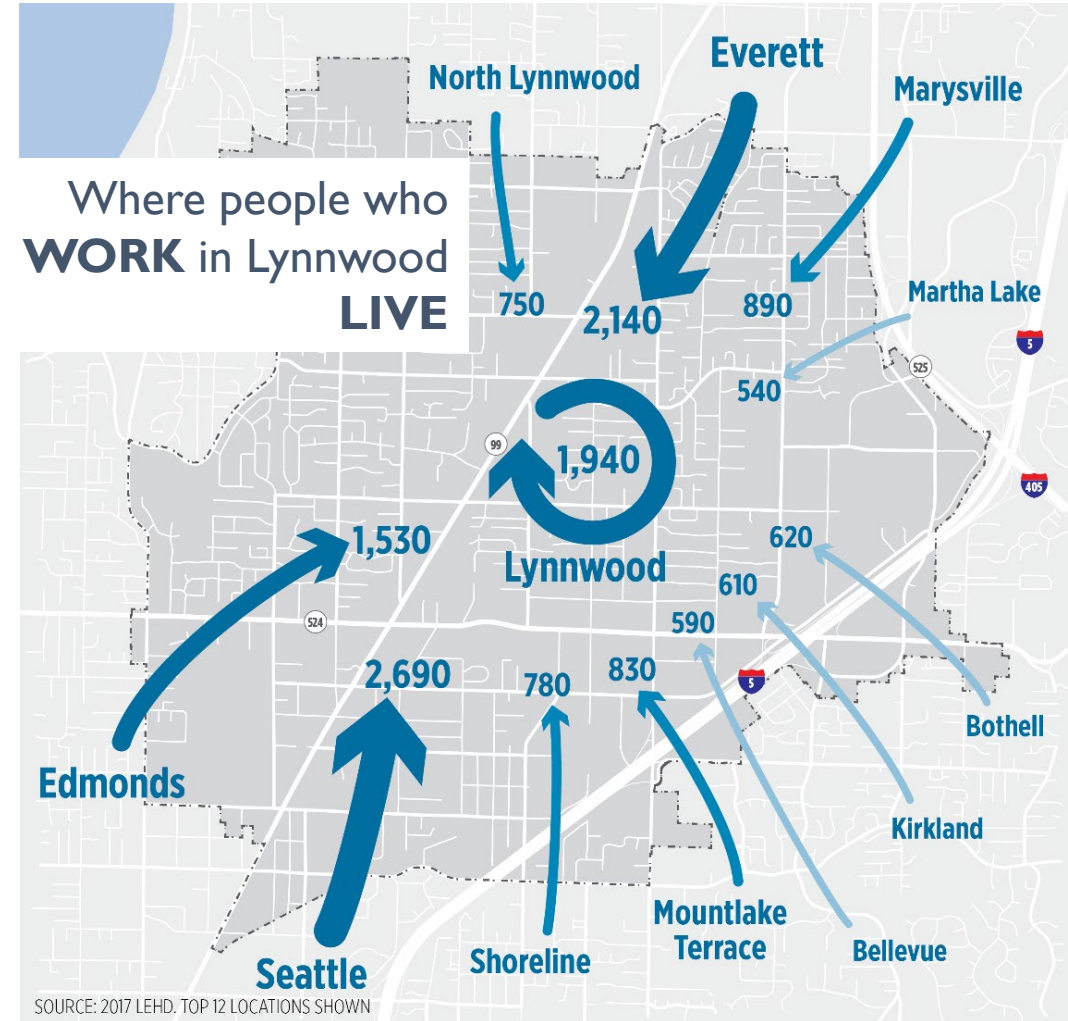 Where people who
WORK in Lynnwood
LIVE
North Lynnwood
Everett
Marysville
750
2,140
890
Martha Lake
5
525
540
99
1,940
405
1,530
Lynnwood
620
610
524
590
2,690
780
830
5
Bothell
Edmonds
Kirkland
Mountlake
Terrace
Bellevue
Shoreline
Seattle
SOURCE: 2017 LEHD. TOP 12 LOCATIONS SHOWN